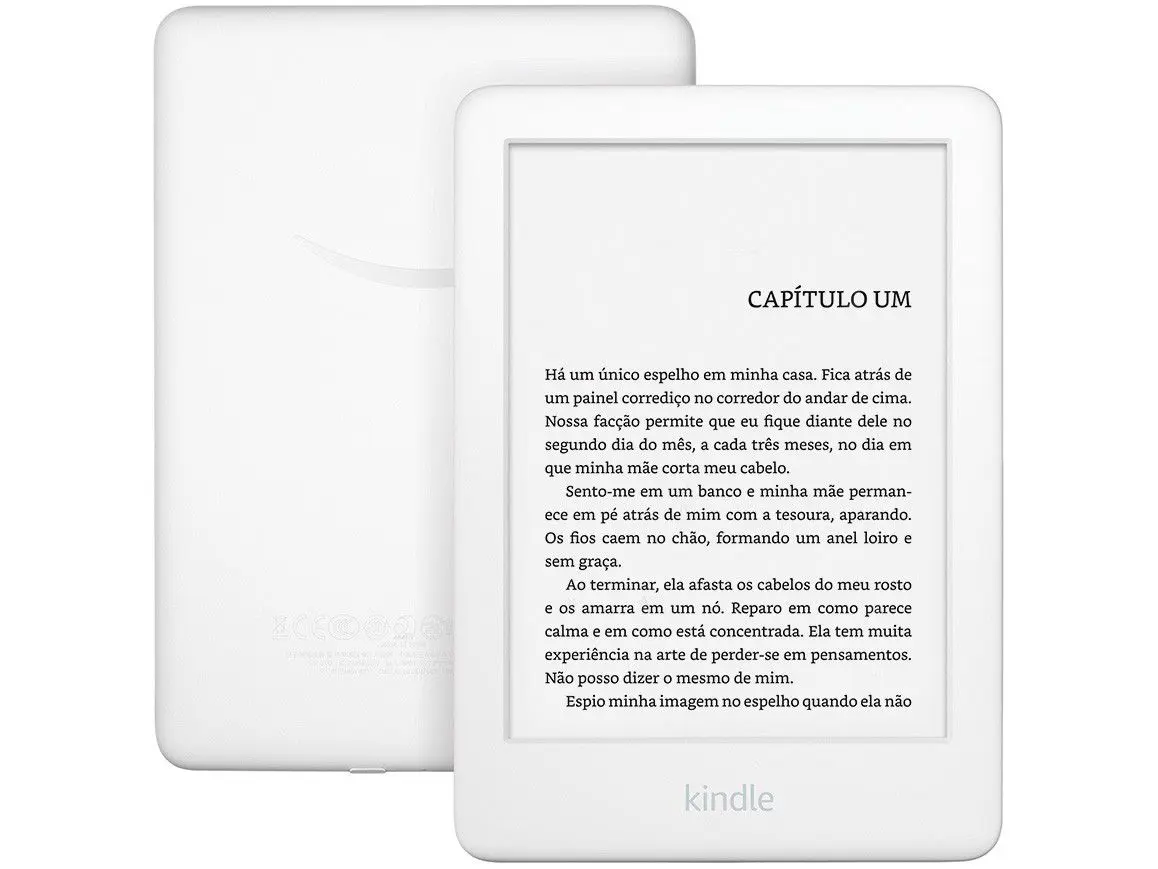 CAPÍTULO UM
Há um único espelho em minha casa. Fica atrás de
um painel corrediço no corredor do andar de cima.
Nossa facção permite que eu fique diante dele no
segundo dia do mês, a cada três meses, no dia em
que minha mãe corta meu cabelo.
Sento-me em um banco e minha mãe perman-
ece em pé atrás de mim com a tesoura, aparando.
Os fios caem no chão, formando um anel loiro e
sem graça.
Ao terminar, ela afasta os cabelos do meu rosto
e os amarra em um nó. Reparo em como parece
calma e em como está concentrada. Ela tem muita
experiência na arte de perder-se em pensamentos.
Não posso dizer o mesmo de mim.
Espio minha imagem no espelho quando ela não
kindle